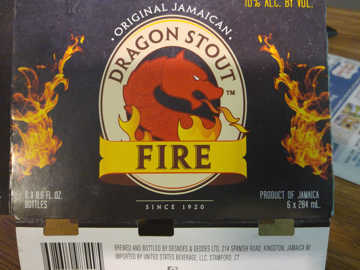 10% ALC. BY VOL.
• ORIGINAL JAMAICAN •
DRAGON STOUT
TM
FIRE
6 X 9.6 FL. OZ.
BOTTLES
PRODUCT OF JAMAICA
6 x 284 mL.
SINCE 1920
BREWED AND BOTTLED BY DESNOES & GEDDES LTD. 214 SPANISH ROAD, KINGSTON, JAMAICA WI
IMPORTED BY UNITED STATES BEVERAGE, LLC. STAMFORD, CT